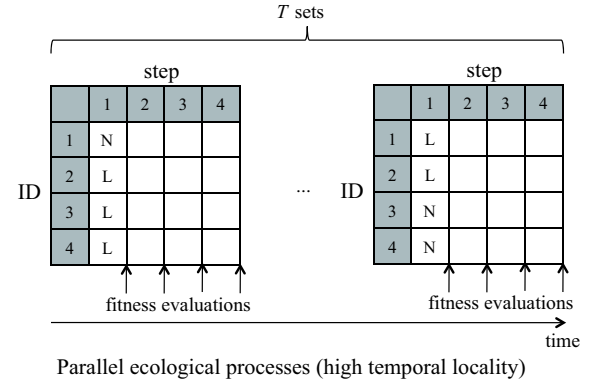 T sets
step
step
1 2 3 4
1 2 3 4
1 N
1 L
2 L
2 L
ID
...
ID
3 L
3 N
4 L
4 N
fitness evaluations
fitness evaluations
time
Parallel ecological processes (high temporal locality)